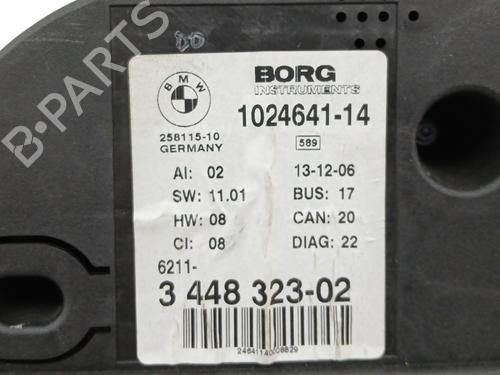 BMW
BORG
INSTRUMENTS
1024641-14
258115-10
GERMANY
589
AI: 02
13-12-06
SW: 11.01
BUS: 17
HW: 08
CAN: 20
CI: 08
DIAG: 22
6211-
3 448 323-02
24641140008829
B-PARTS